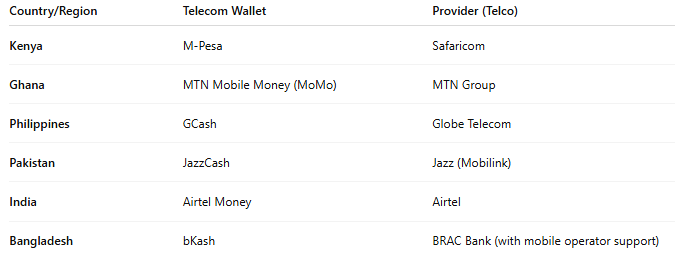 Country/Region Telecom Wallet Provider (Telco)
Kenya M-Pesa Safaricom
Ghana MTN Mobile Money (MoMo) MTN Group
Philippines GCash Globe Telecom
Pakistan JazzCash Jazz (Mobilink)
India Airtel Money Airtel
Bangladesh bKash BRAC Bank (with mobile operator support)